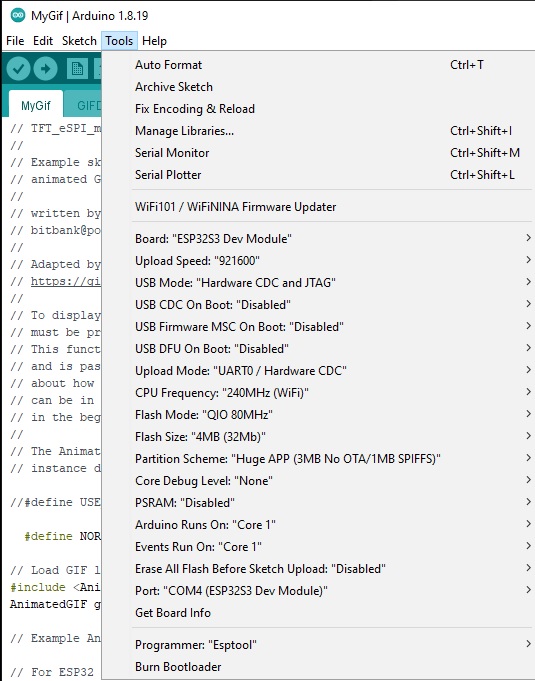 MyGif | Arduino 1.8.19
File Edit Sketch Tools Help
Auto Format Ctrl+T
Archive Sketch
Fix Encoding & Reload
Manage Libraries... Ctrl+Shift+I
Serial Monitor Ctrl+Shift+M
Serial Plotter Ctrl+Shift+L
WiFi101 / WiFiNINA Firmware Updater
Board: "ESP32S3 Dev Module"
Upload Speed: "921600"
USB Mode: "Hardware CDC and JTAG"
USB CDC On Boot: "Disabled"
USB Firmware MSC On Boot: "Disabled"
USB DFU On Boot: "Disabled"
Upload Mode: "UART0 / Hardware CDC"
CPU Frequency: "240MHz (WiFi)"
Flash Mode: "QIO 80MHz"
Flash Size: "4MB (32Mb)"
Partition Scheme: "Huge APP (3MB No OTA/1MB SPIFFS)"
Core Debug Level: "None"
PSRAM: "Disabled"
Arduino Runs On: "Core 1"
Events Run On: "Core 1"
Erase All Flash Before Sketch Upload: "Disabled"
Port: "COM4 (ESP32S3 Dev Module)"
Get Board Info
Programmer: "Esptool"
Burn Bootloader
MyGif GIFD
// TFT_eSPI_m
//
// Example sk
// animated G
//
// written by
// bitbank@po
//
// Adapted by
// https://gi
//
// To display
// must be pr
// This funct
// and is pas
// about how
// can be in
// in the beg
//
// The Animat
// instance d
//#define USE
#define NOR
// Load GIF l
#include <Ani
AnimatedGIF g
// Example An
// For ESP32